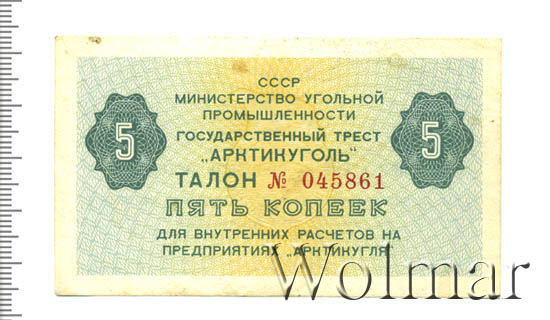 СССР
МИНИСТЕРСТВО УГОЛЬНОЙ
ПРОМЫШЛЕННОСТИ
ГОСУДАРСТВЕННЫЙ ТРЕСТ
„АРКТИКУГОЛЬ"
5 5
ТАЛОН № 045861
ПЯТЬ КОПЕЕК
ДЛЯ ВНУТРЕННИХ РАСЧЕТОВ НА
ПРЕДПРИЯТИЯХ „АРКТИКУГЛЯ"
Wolmar